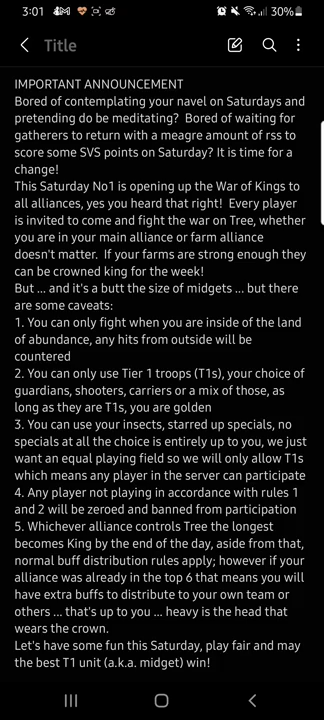 3:01
30%
Title
IMPORTANT ANNOUNCEMENT
Bored of contemplating your navel on Saturdays and
pretending do be meditating?  Bored of waiting for
gatherers to return with a meagre amount of rss to
score some SVS points on Saturday? It is time for a
change!
This Saturday No1 is opening up the War of Kings to
all alliances, yes you heard that right!  Every player
is invited to come and fight the war on Tree, whether
you are in your main alliance or farm alliance
doesn't matter.  If your farms are strong enough they
can be crowned king for the week!
But ... and it's a butt the size of midgets ... but there
are some caveats:
1. You can only fight when you are inside of the land
of abundance, any hits from outside will be
countered
2. You can only use Tier 1 troops (T1s), your choice of
guardians, shooters, carriers or a mix of those, as
long as they are T1s, you are golden
3. You can use your insects, starred up specials, no
specials at all the choice is entirely up to you, we just
want an equal playing field so we will only allow T1s
which means any player in the server can participate
4. Any player not playing in accordance with rules 1
and 2 will be zeroed and banned from participation
5. Whichever alliance controls Tree the longest
becomes King by the end of the day, aside from that,
normal buff distribution rules apply; however if your
alliance was already in the top 6 that means you will
have extra buffs to distribute to your own team or
others ... that's up to you ... heavy is the head that
wears the crown.
Let's have some fun this Saturday, play fair and may
the best T1 unit (a.k.a. midget) win!